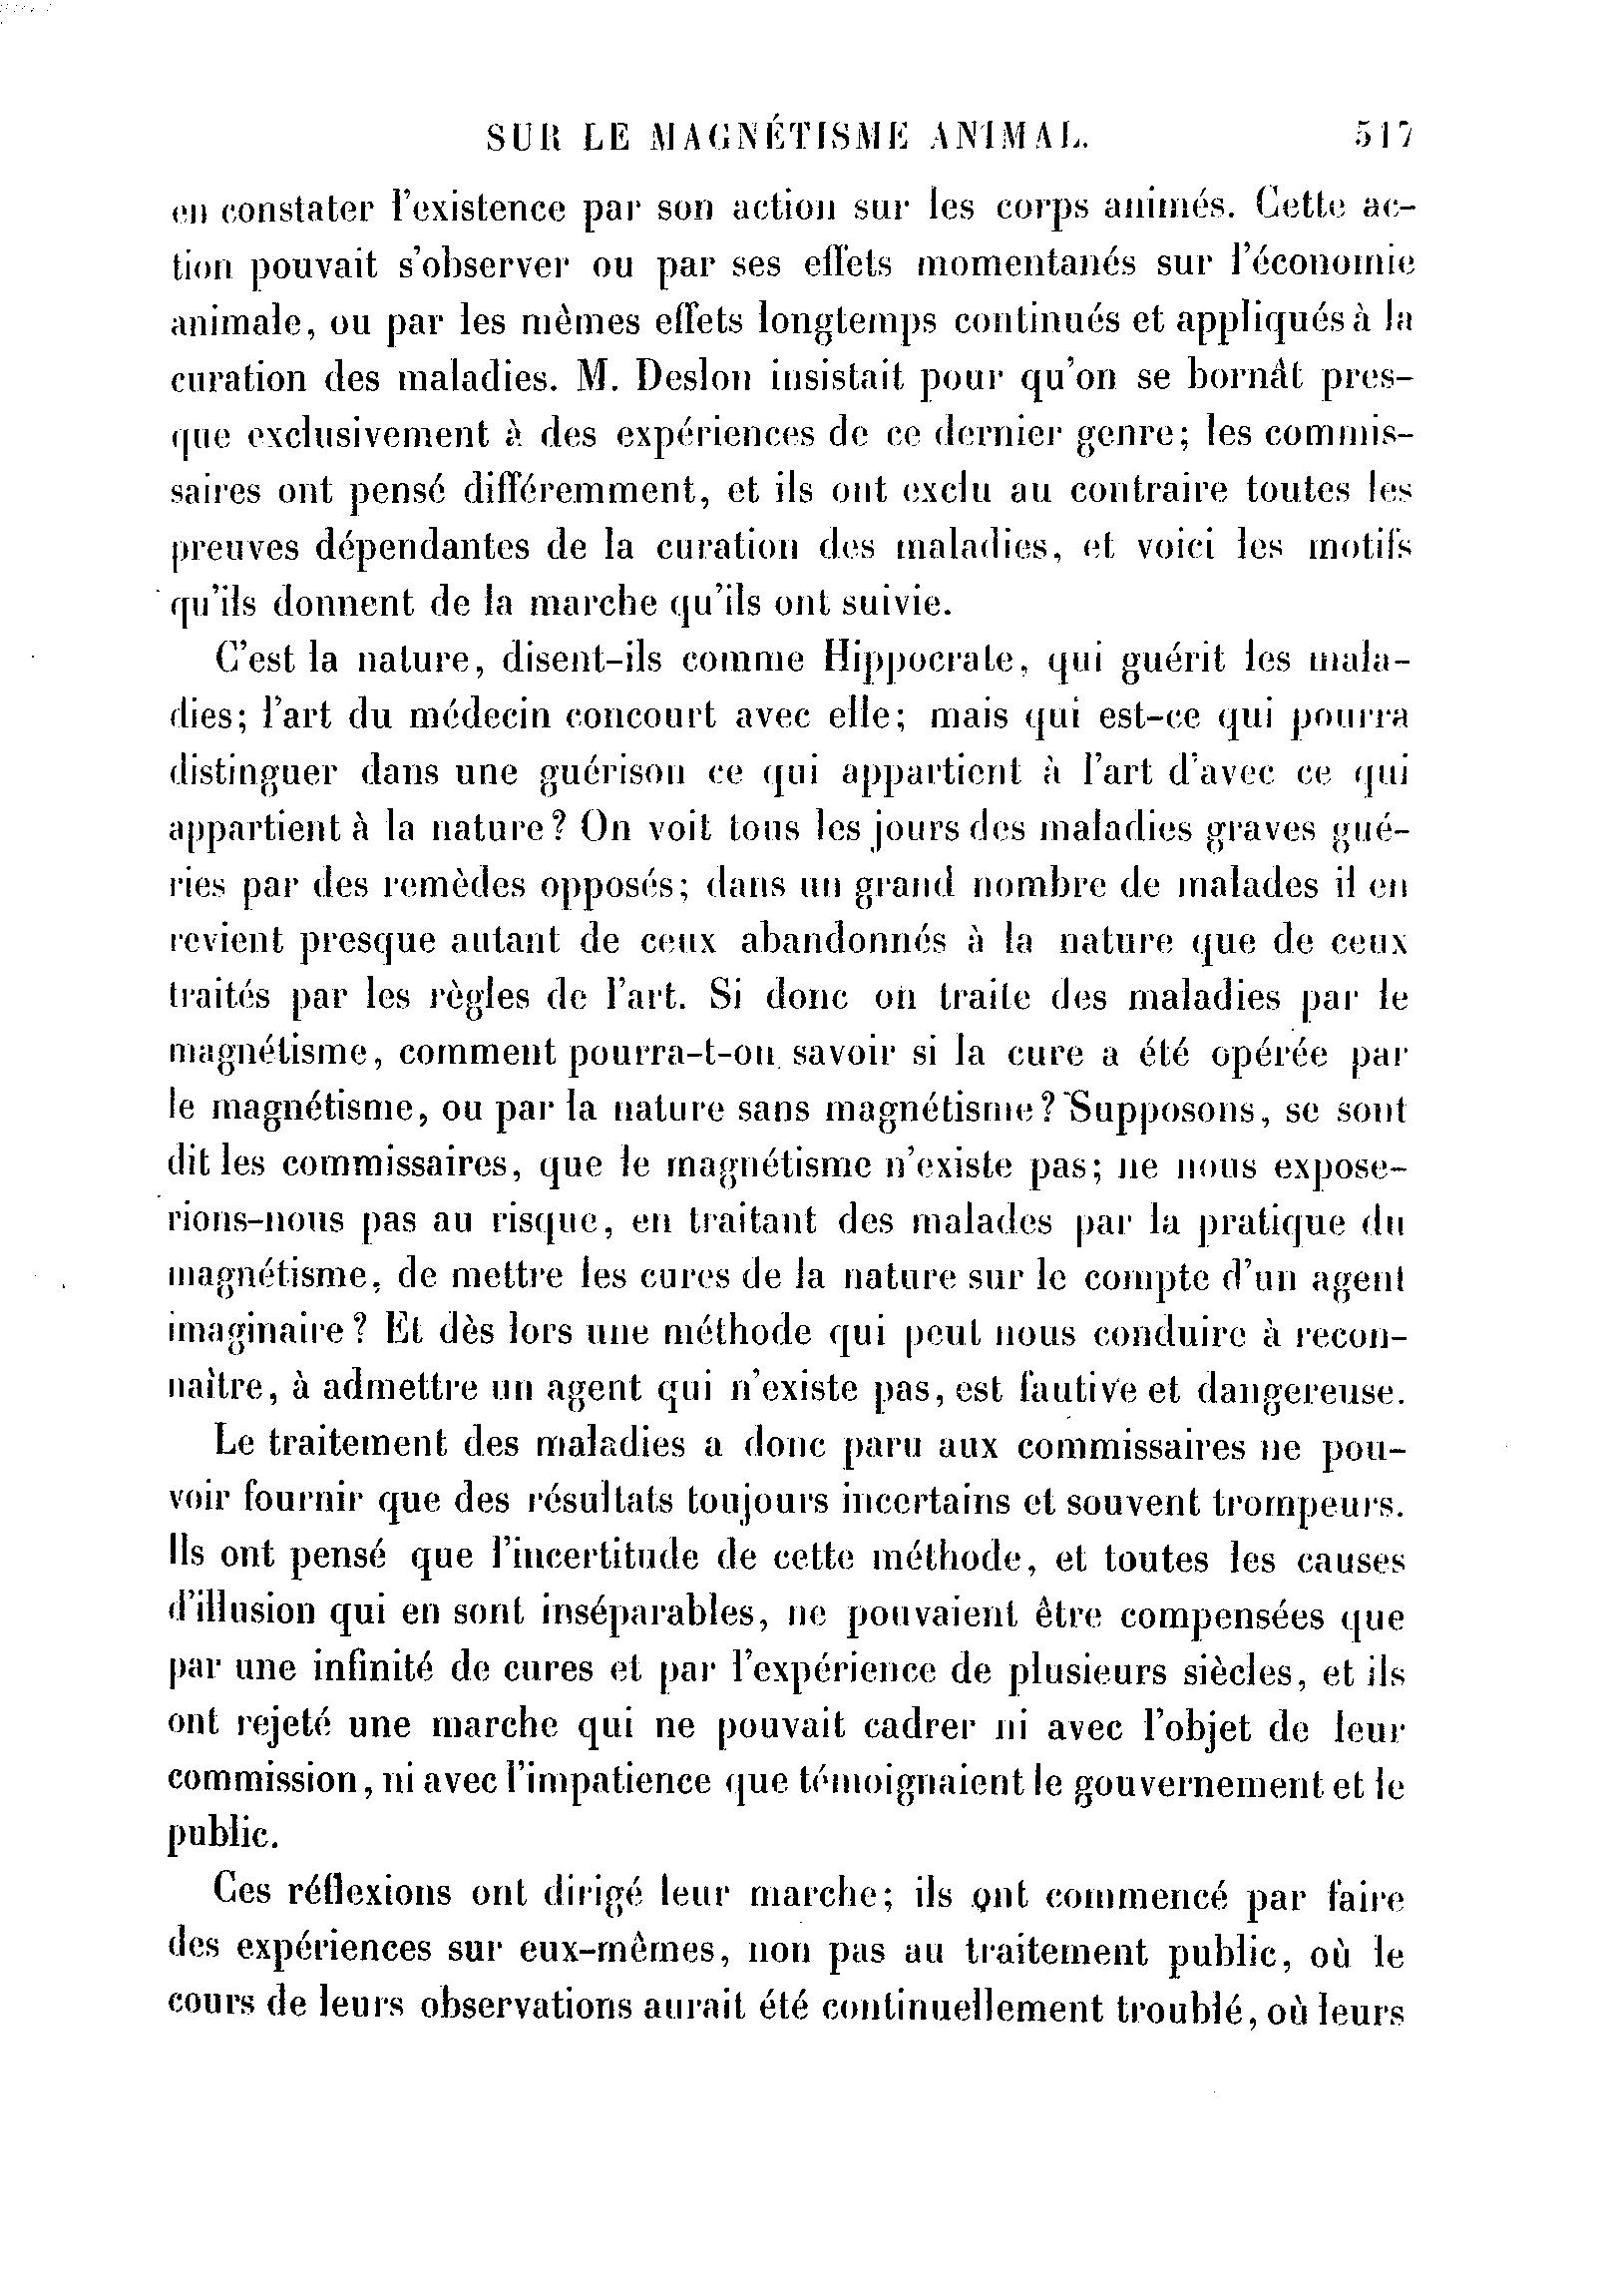 SUR LE MAGNÉTISME ANIMAL. 517
en constater l'existence par son action sur les corps animés. Cette ac-
tion pouvait s'observer ou par ses effets momentanés sur l'économie
animale, ou par les mèmes effets longtemps continués et appliqués à la
curation des maladies. M. Deslon insistait pour qu'on se bornât pres-
que exclusivement à des expériences de ce dernier genre; les commis-
saires ont pensé différemment, et ils ont exclu au contraire toutes les
preuves dépendantes de la curation des maladies, et voici les motifs
qu'ils donnent de la marche qu'ils ont suivie.
C'est la nature, disent-ils comme Hippocrate, qui guérit les mala-
dies; l'art du médecin concourt avec elle; mais qui est-ce qui pourra
distinguer dans une guérison ce qui appartient à l'art d'avec ce qui
appartient à la nature? On voit tous les jours des maladies graves gué-
ries par des remèdes opposés; dans un grand nombre de malades il en
revient presque autant de ceux abandonnés à la nature que de ceux
traités par les règles de l'art. Si donc on traite des maladies par le
magnétisme, comment pourra-t-on savoir si la cure a été opérée par
le magnétisme, ou par la nature sans magnétisme? Supposons, se sont
dit les commissaires, que le magnétisme n'existe pas; ne nous expose-
rions-nous pas au risque, en traitant des malades par la pratique du
magnétisme, de mettre les cures de la nature sur le compte d'un agent
imaginaire? Et dès lors une méthode qui peut nous conduire à recon-
naître, à admettre un agent qui n'existe pas, est fautive et dangereuse.
Le traitement des maladies a donc paru aux commissaires ne pou-
voir fournir que des résultats toujours incertains et souvent trompeurs.
Ils ont pensé que l'incertitude de cette méthode, et toutes les causes
d'illusion qui en sont inséparables, ne pouvaient être compensées que
par une infinité de cures et par l'expérience de plusieurs siècles, et ils
ont rejeté une marche qui ne pouvait cadrer ni avec l'objet de leur
commission, ni avec l'impatience que témoignaient le gouvernement et le
public.
Ces réflexions ont dirigé leur marche; ils ont commencé par faire
des expériences sur eux-mêmes, non pas au traitement public, où le
cours de leurs observations aurait été continuellement troublé, où leurs